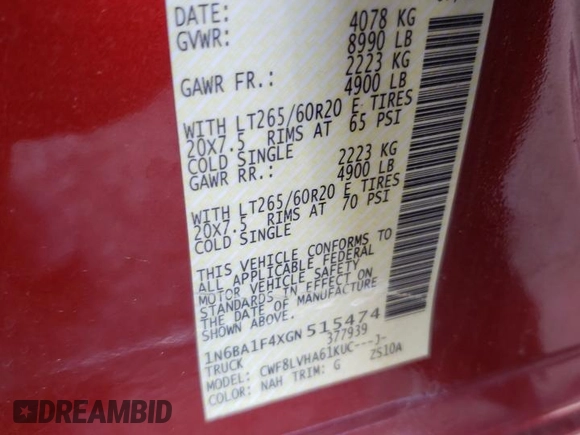 DATE: 4078 KG
GVWR: 8990 LB
2223 KG
GAWR FR.: 4900 LB
WITH LT265/60R20 E TIRES
20X7.5 RIMS AT 65 PSI
COLD SINGLE 2223 KG
GAWR RR.: 4900 LB
WITH LT265/60R20 E TIRES
20X7.5 RIMS AT 70 PSI
COLD SINGLE
THIS VEHICLE CONFORMS TO
ALL APPLICABLE FEDERAL
MOTOR VEHICLE SAFETY
STANDARDS IN EFFECT ON
THE DATE OF MANUFACTURE
SHOWN ABOVE.
1N6BA1F4XGN515474
TRUCK 377939
MODEL: CWF8LVHA61KUC---J-
COLOR: NAH TRIM: G ZS10A
DREAMBID